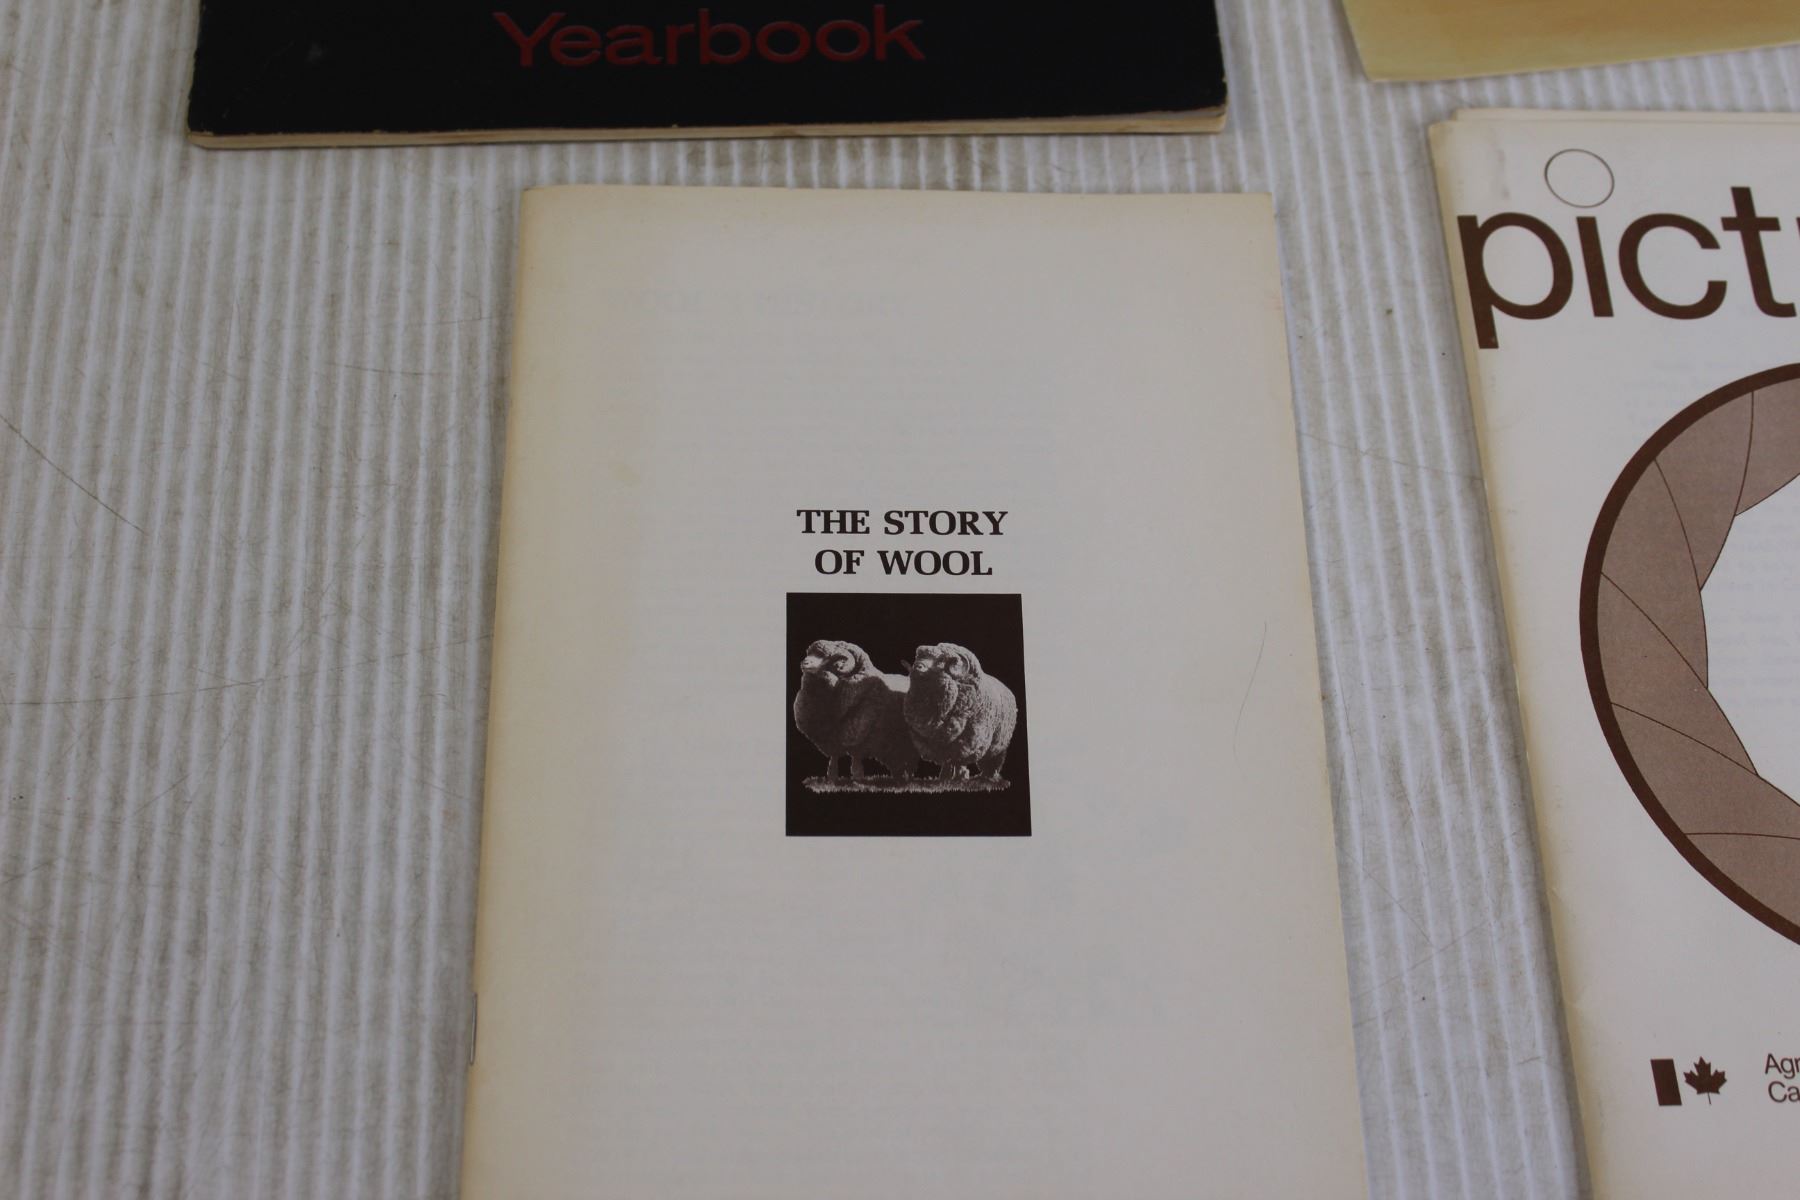 Yearbook
THE STORY
OF WOOL
pict
Agr
Ca